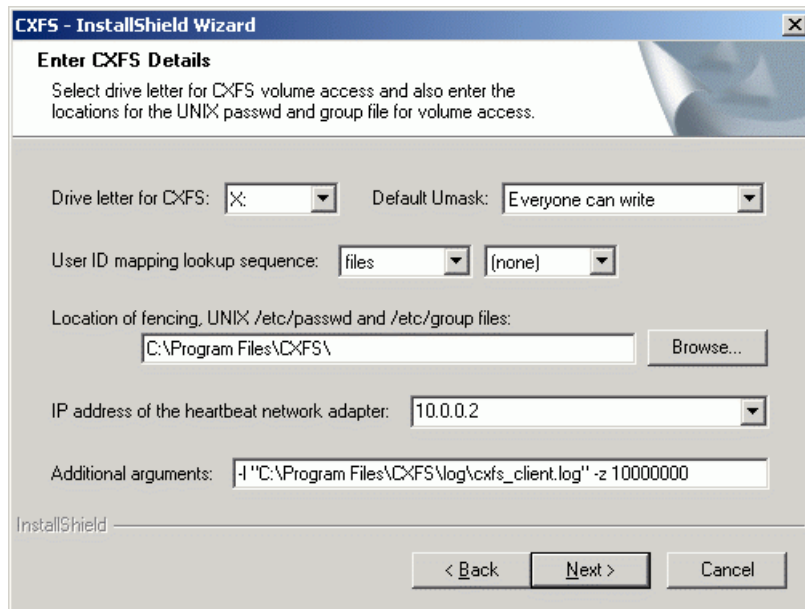 CXFS - InstallShield Wizard
Enter CXFS Details
Select drive letter for CXFS volume access and also enter the
locations for the UNIX passwd and group file for volume access.
Drive letter for CXFS: X: Default Umask: Everyone can write
User ID mapping lookup sequence: files (none)
Location of fencing, UNIX /etc/passwd and /etc/group files:
C:\Program Files\CXFS\ Browse...
IP address of the heartbeat network adapter: 10.0.0.2
Additional arguments: -l "C:\Program Files\CXFS\log\cxfs_client.log" -z 10000000
InstallShield
< Back Next > Cancel